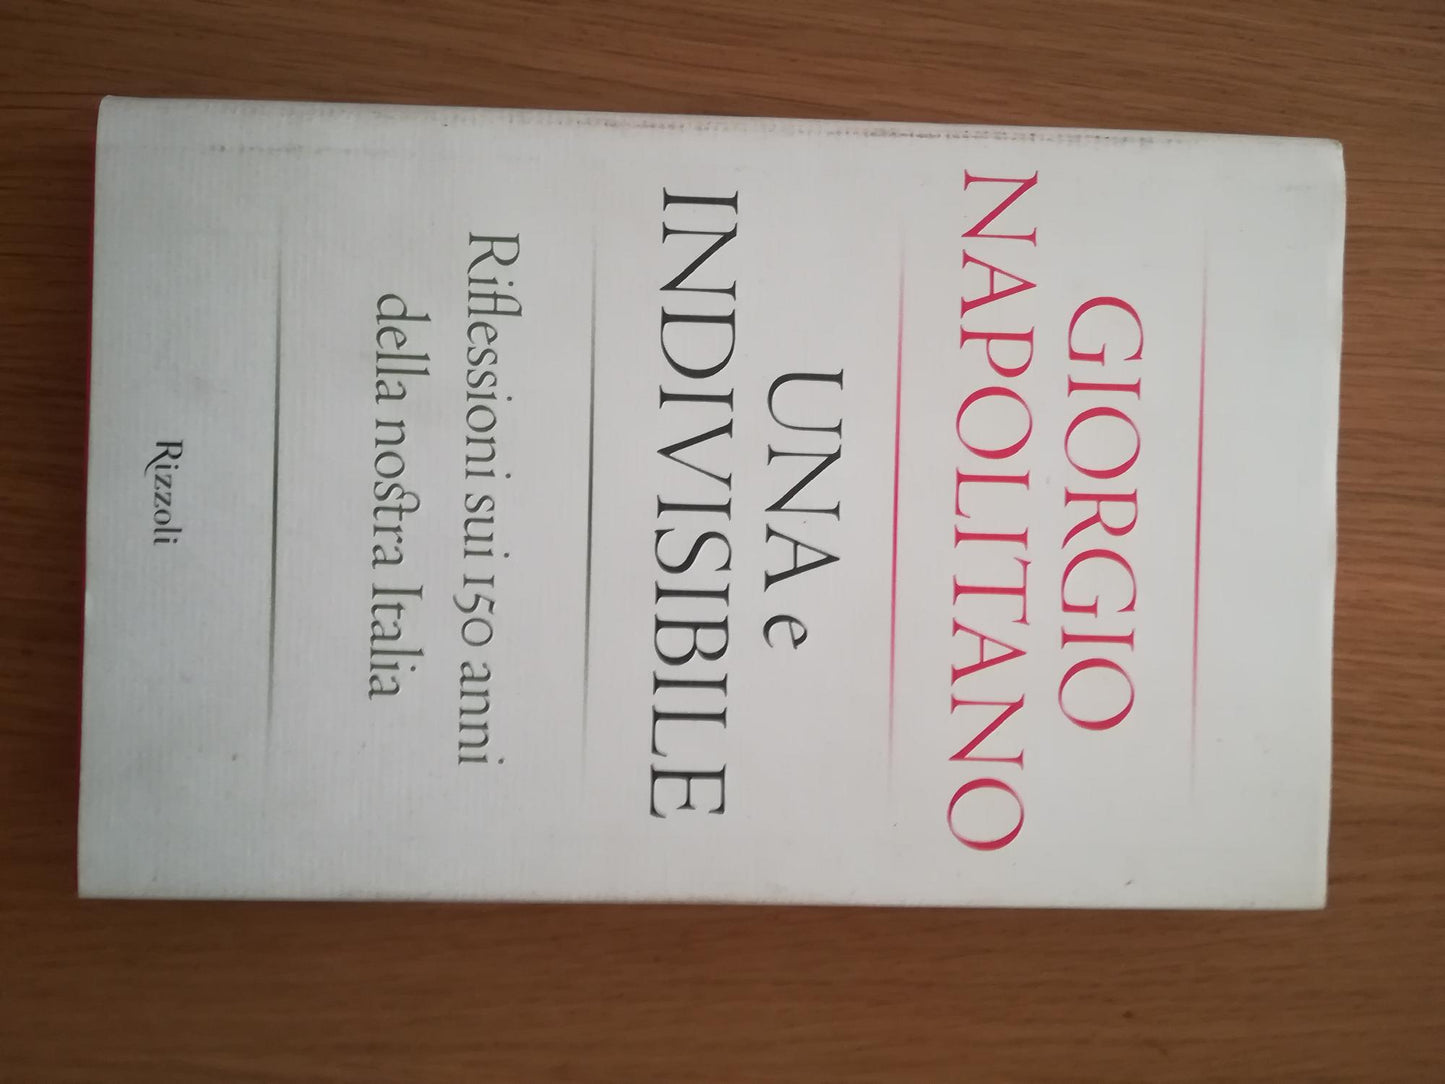 GIORGIO
NAPOLITANO
UNA e
INDIVISIBILE
Riflessioni sui 150 anni
della nostra Italia
Rizzoli